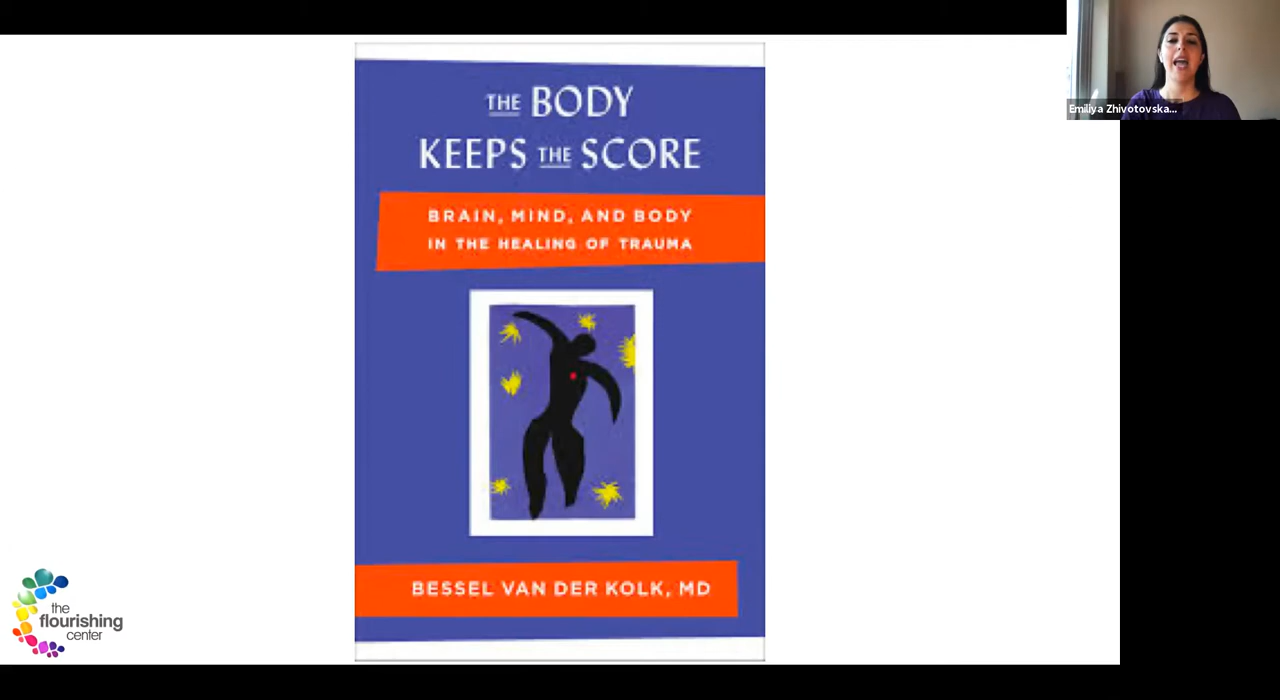 THE BODY
KEEPS THE SCORE
BRAIN, MIND, AND BODY
IN THE HEALING OF TRAUMA
BESSEL VAN DER KOLK, MD
the
flourishing
center
Emiliya Zhivotovska...